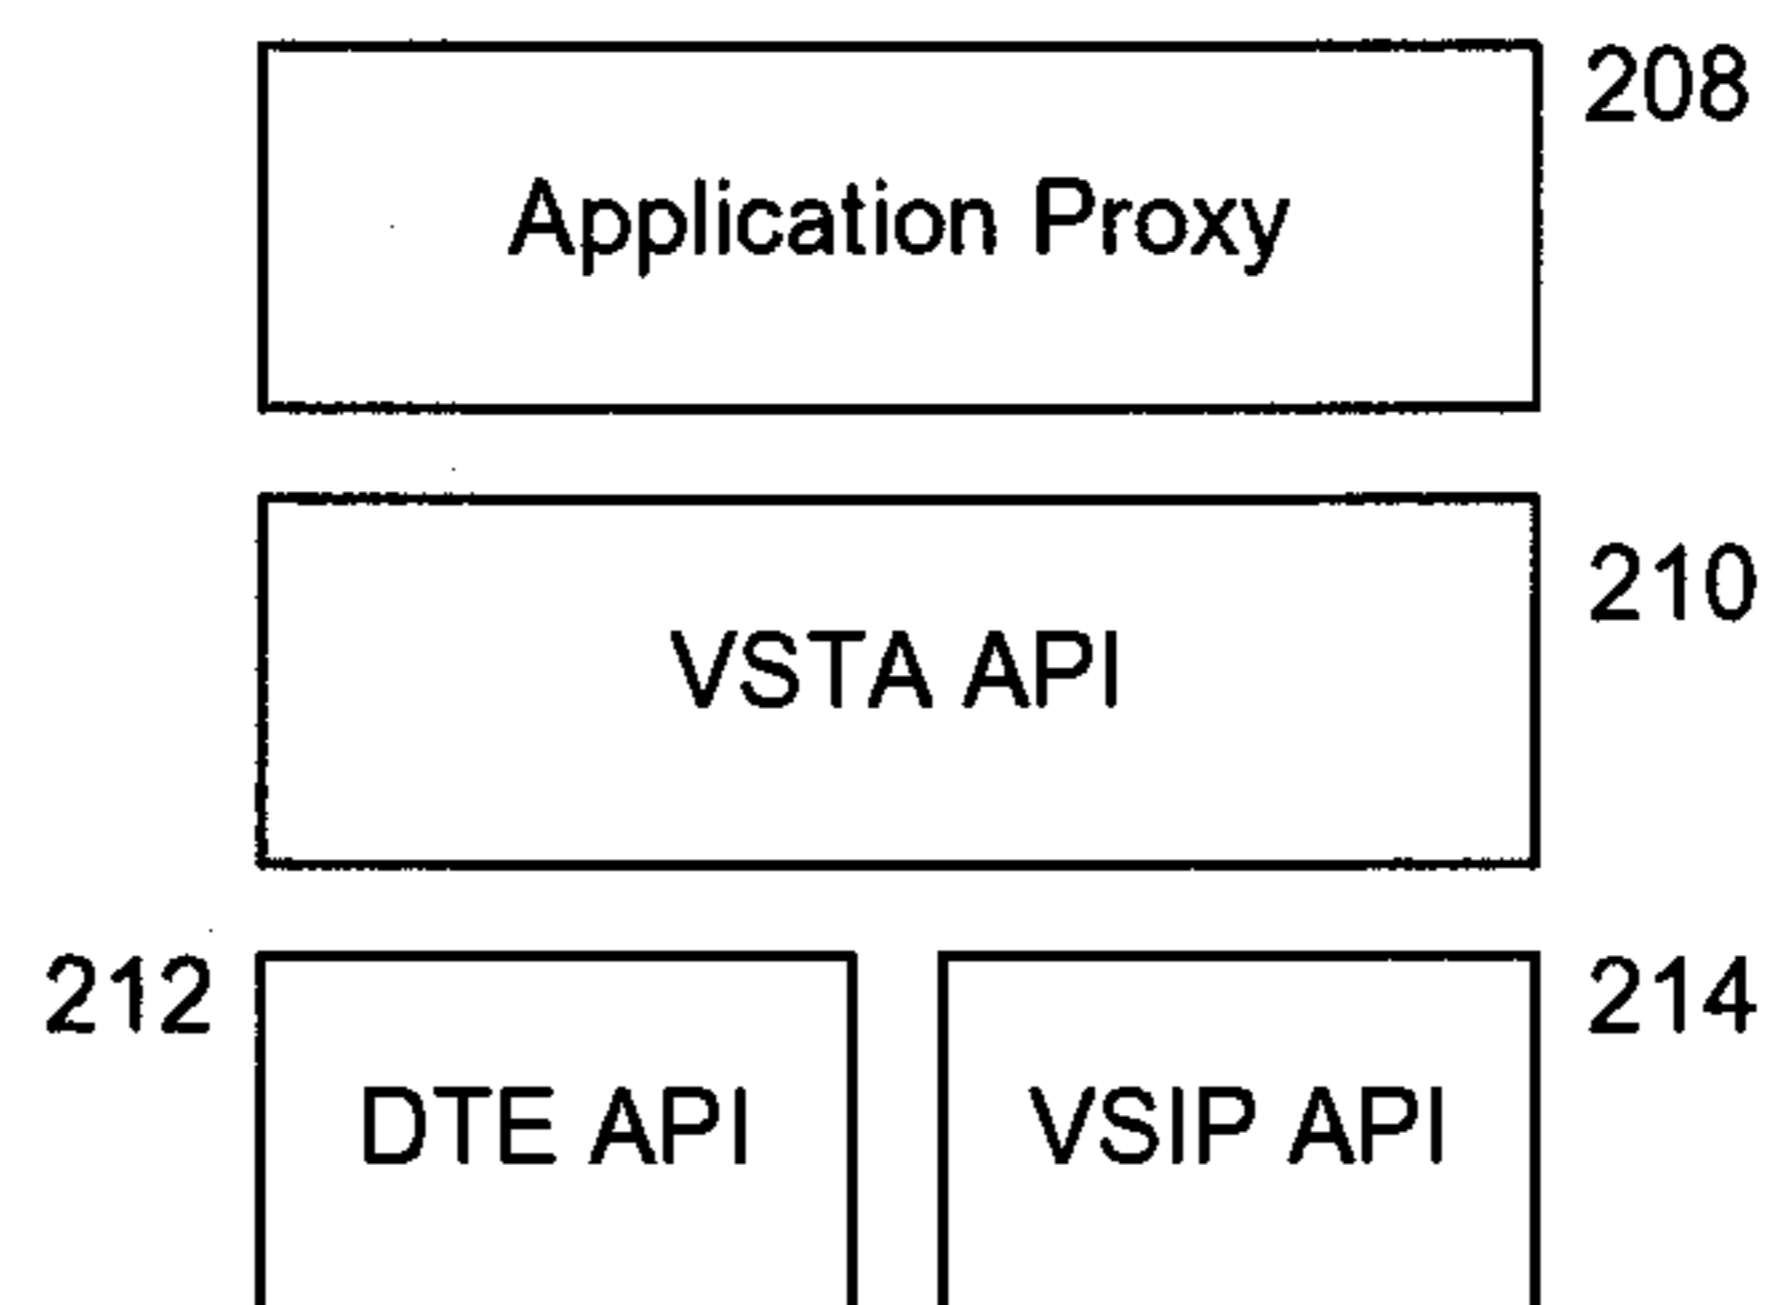 208
Application Proxy
210
VSTA API
212
214
DTE API
VSIP API